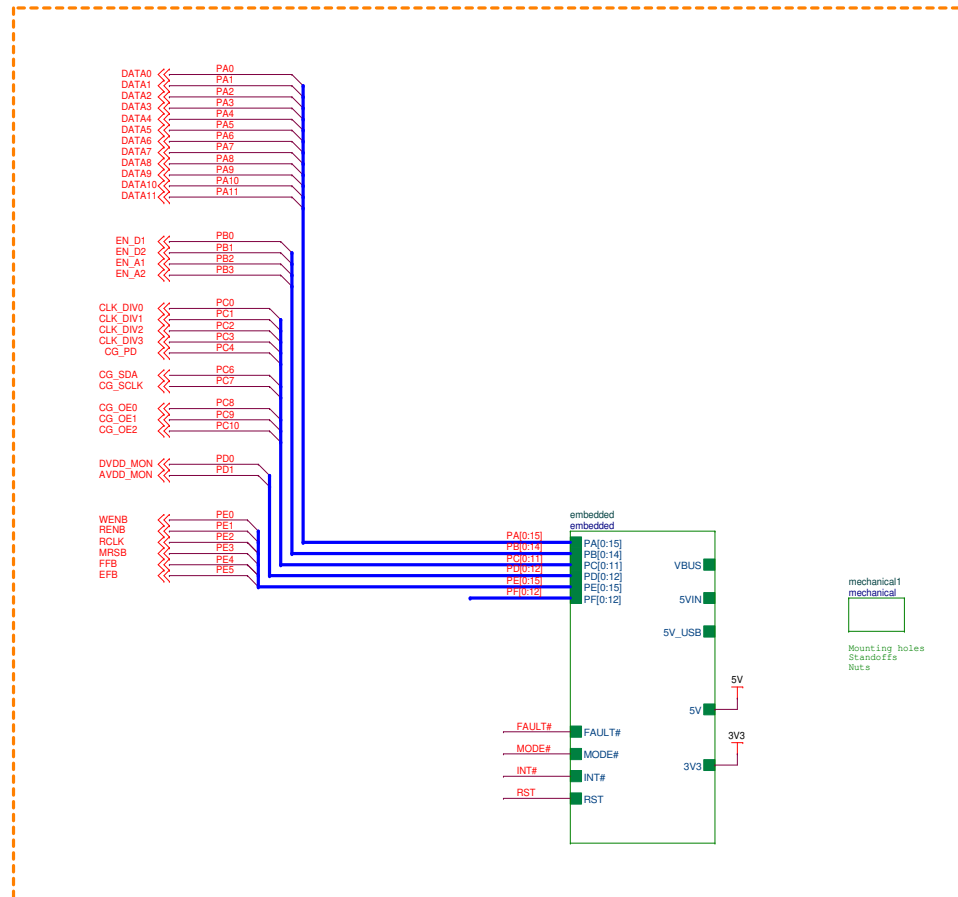 DATA0 PA0
DATA1 PA1
DATA2 PA2
DATA3 PA3
DATA4 PA4
DATA5 PA5
DATA6 PA6
DATA7 PA7
DATA8 PA8
DATA9 PA9
DATA10 PA10
DATA11 PA11
EN_D1 PB0
EN_D2 PB1
EN_A1 PB2
EN_A2 PB3
CLK_DIV0 PC0
CLK_DIV1 PC1
CLK_DIV2 PC2
CLK_DIV3 PC3
CG_PD PC4
CG_SDA PC6
CG_SCLK PC7
CG_OE0 PC8
CG_OE1 PC9
CG_OE2 PC10
DVDD_MON PD0
AVDD_MON PD1
WENB PE0
RENB PE1
RCLK PE2
MRSB PE3
FFB PE4
EFB PE5
embedded
embedded
PA[0:15] PA[0:15]
PB[0:14] PB[0:14]
PC[0:11] PC[0:11]
PD[0:12] PD[0:12]
PE[0:15] PE[0:15]
PF[0:12] PF[0:12]
VBUS
5VIN
5V_USB
5V 5V
3V3 3V3
FAULT# FAULT#
MODE# MODE#
INT# INT#
RST RST
mechanical1
mechanical
Mounting holes
Standoffs
Nuts